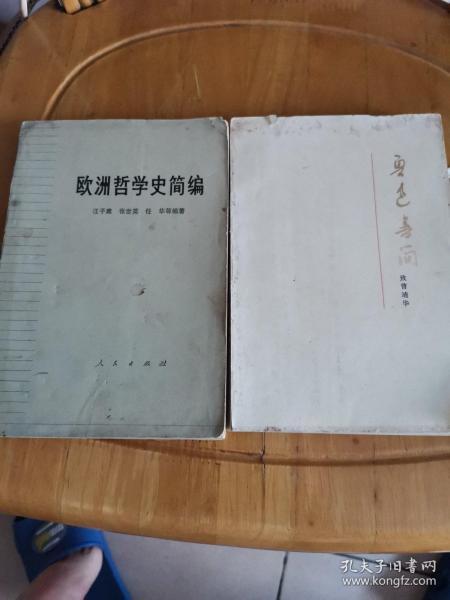 欧洲哲学史简编
汪子嵩 张世英 任 华等编著
人民出版社
鲁迅书简
致曹靖华
孔夫子旧书网
www.kongfz.com